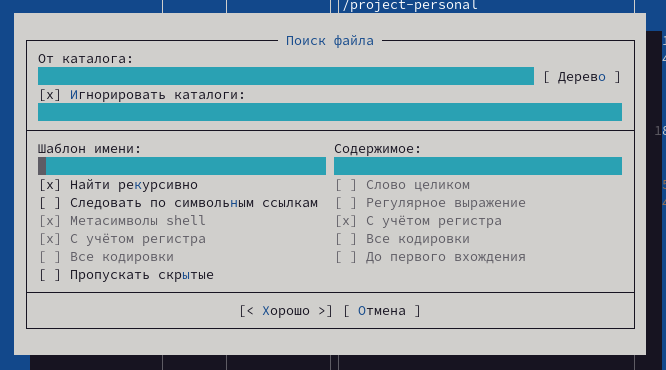 /project-personal
Поиск файла
От каталога:
[ Дерево ]
[x] Игнорировать каталоги:
Шаблон имени:
Содержимое:
[x] Найти рекурсивно
[ ] Слово целиком
[ ] Следовать по символьным ссылкам
[ ] Регулярное выражение
[x] Метасимволы shell
[x] С учётом регистра
[x] С учётом регистра
[ ] Все кодировки
[ ] Все кодировки
[ ] До первого вхождения
[ ] Пропускать скрытые
[< Хорошо >] [ Отмена ]